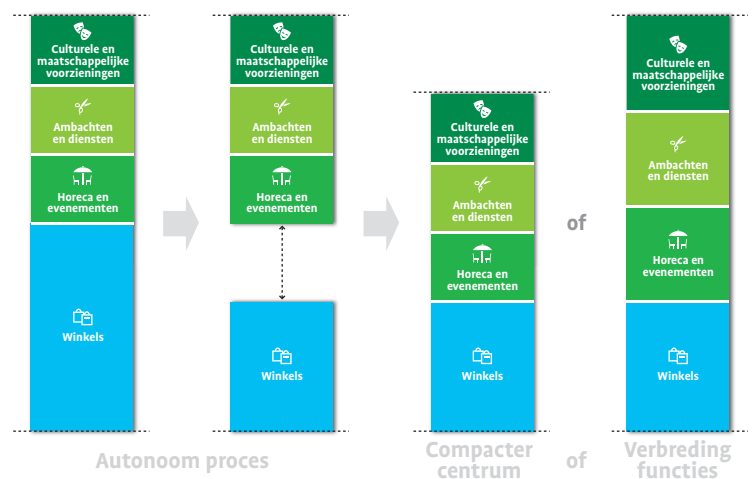 Culturele en
maatschappelijke
voorzieningen
Ambachten
en diensten
Horeca en
evenementen
Winkels
Culturele en
maatschappelijke
voorzieningen
Ambachten
en diensten
Horeca en
evenementen
Winkels
Culturele en
maatschappelijke
voorzieningen
Ambachten
en diensten
Horeca en
evenementen
Winkels
of
Culturele en
maatschappelijke
voorzieningen
Ambachten
en diensten
Horeca en
evenementen
Winkels
Autonoom proces
Compacter
centrum
of
Verbreding
functies